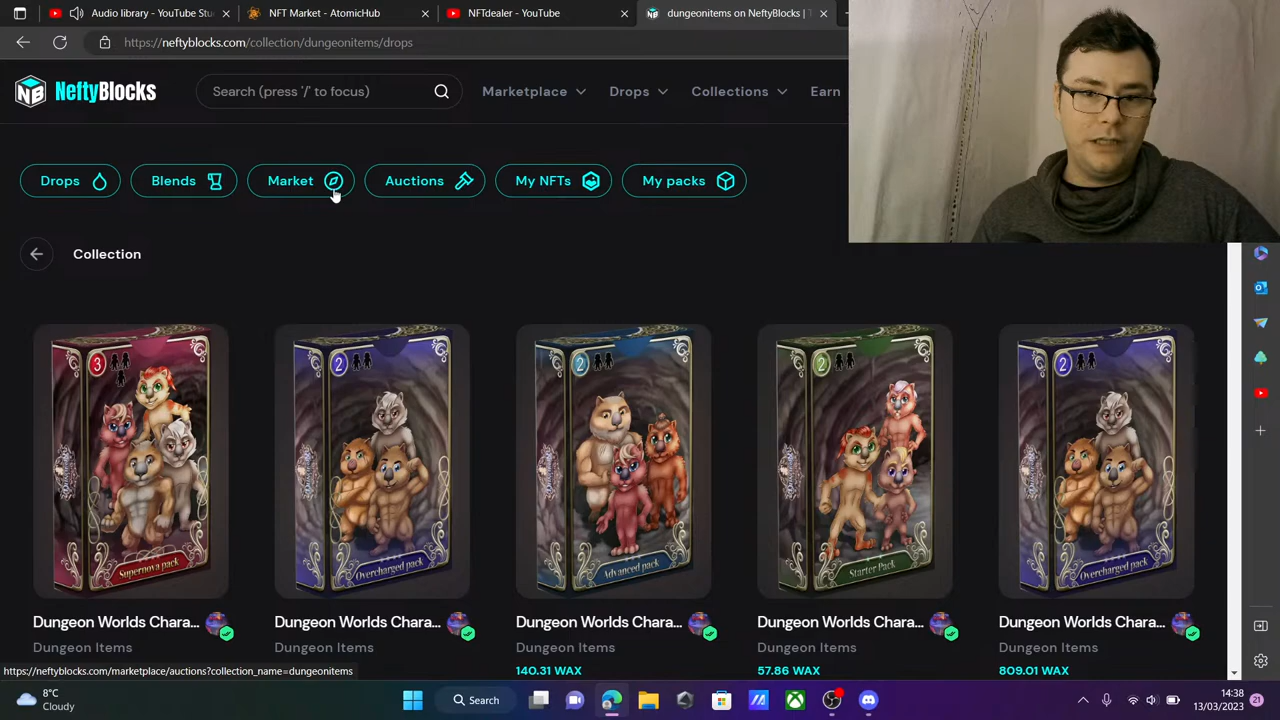 Audio library - YouTube Stu
NFT Market - AtomicHub
NFTdealer - YouTube
dungeonitems on NeftyBlocks | T
https://neftyblocks.com/collection/dungeonitems/drops
NB NeftyBlocks
Search (press '/' to focus)
Marketplace
Drops
Collections
Earn
Drops
Blends
Market
Auctions
My NFTs
My packs
Collection
3
2
2
2
2
Supernova pack
Overcharged pack
Advanced pack
Starter Pack
Overcharged pack
Dungeon Worlds Chara...
Dungeon Worlds Chara...
Dungeon Worlds Chara...
Dungeon Worlds Chara...
Dungeon Worlds Chara...
Dungeon Items
Dungeon Items
Dungeon Items
Dungeon Items
Dungeon Items
140.31 WAX
57.86 WAX
809.01 WAX
https://neftyblocks.com/marketplace/auctions?collection_name=dungeonitems
8°C
Cloudy
Search
14:38
13/03/2023
21